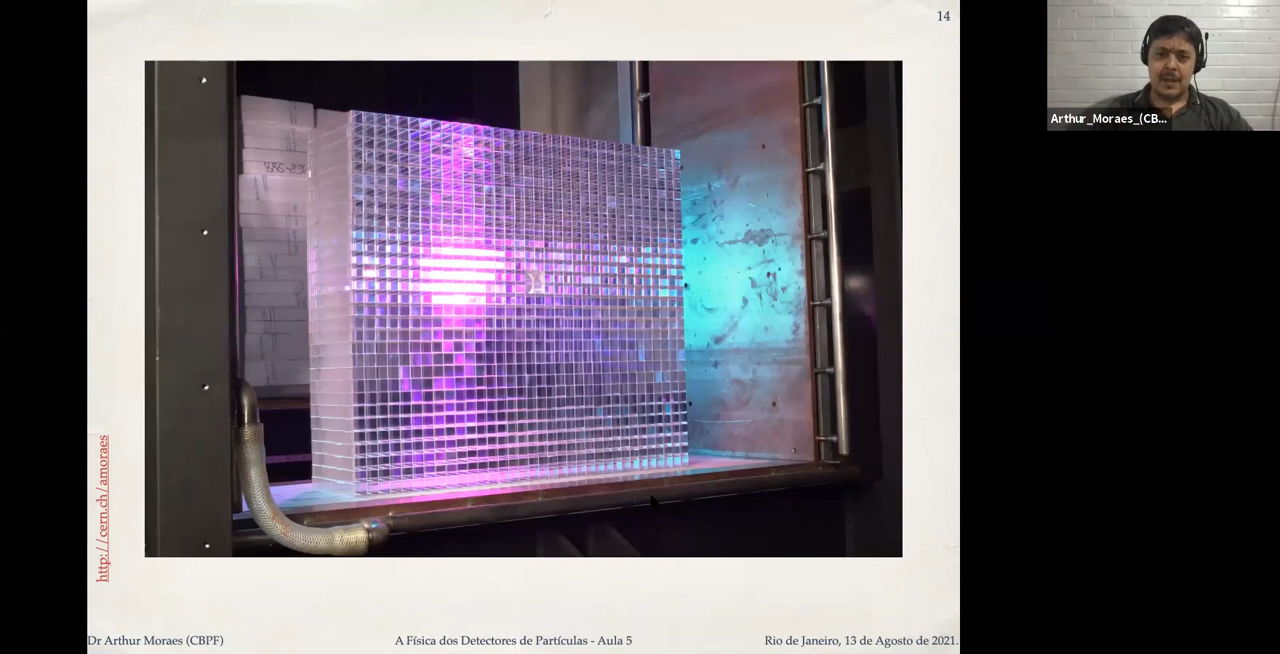 14
Arthur_Moraes_(CB...
http://cern.ch/amoraes
Dr Arthur Moraes (CBPF)
A Física dos Detectores de Partículas - Aula 5
Rio de Janeiro, 13 de Agosto de 2021.